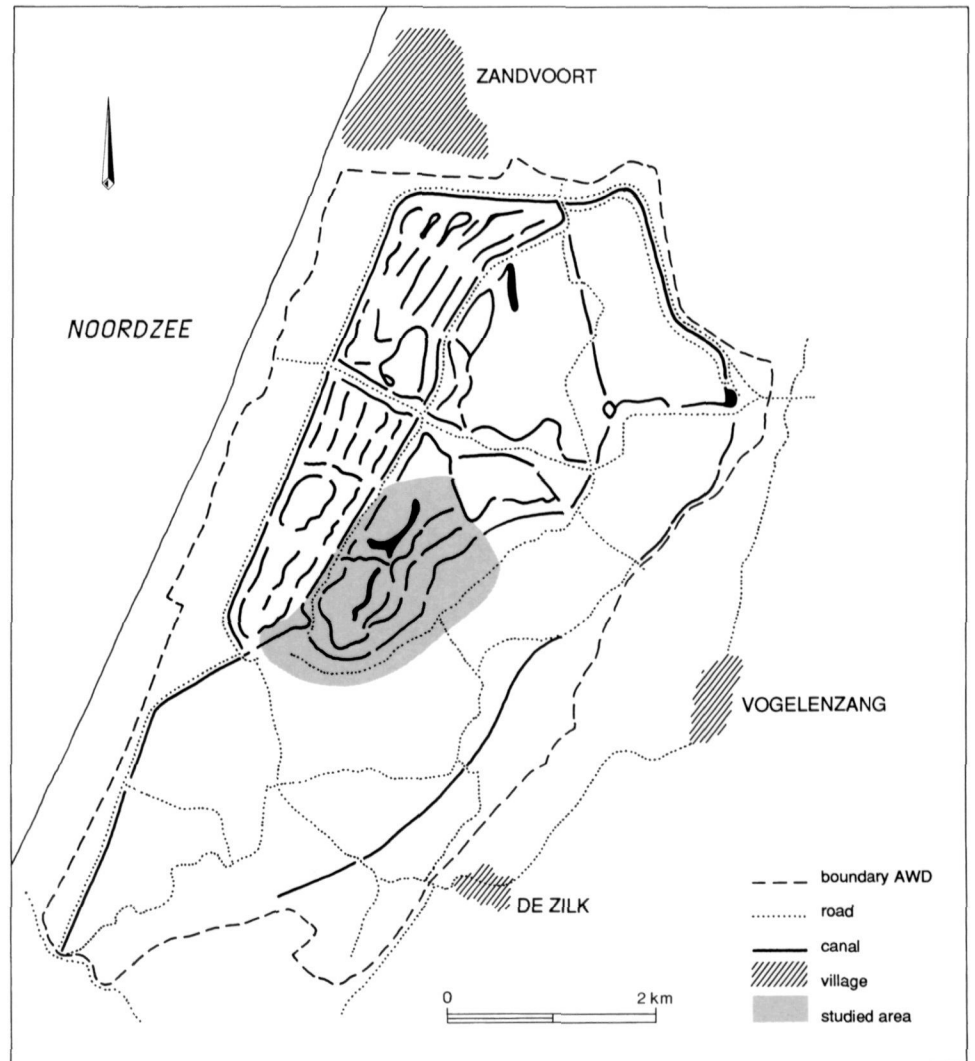 ZANDVOORT
NOORDZEE
VOGELENZANG
DE ZILK
boundary AWD
road
canal
village
studied area
0 2 km